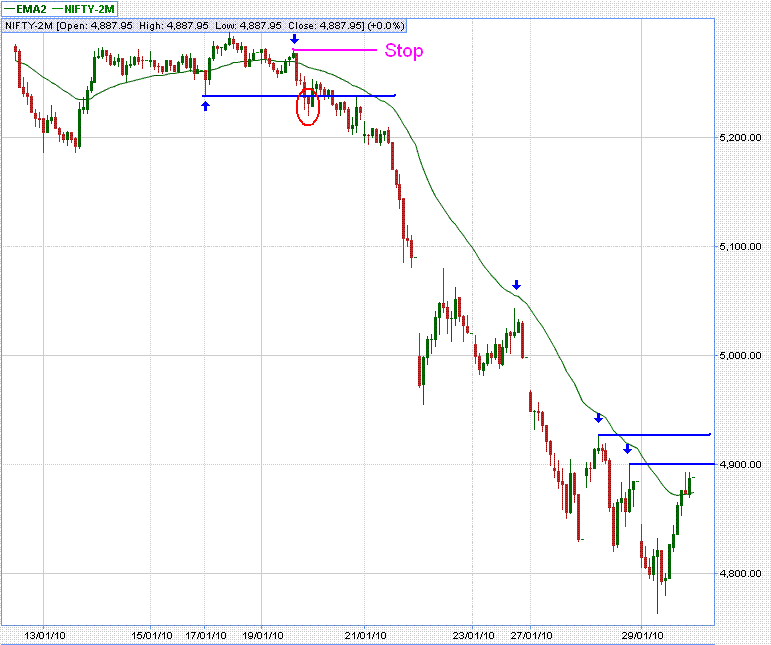 EMA2 NIFTY-2M
NIFTY-2M [Open: 4,887.95 High: 4,887.95 Low: 4,887.95 Close: 4,887.95] (+0.0%)
Stop
5,200.00
5,100.00
5,000.00
4,900.00
4,800.00
13/01/10 15/01/10 17/01/10 19/01/10 21/01/10 23/01/10 27/01/10 29/01/10